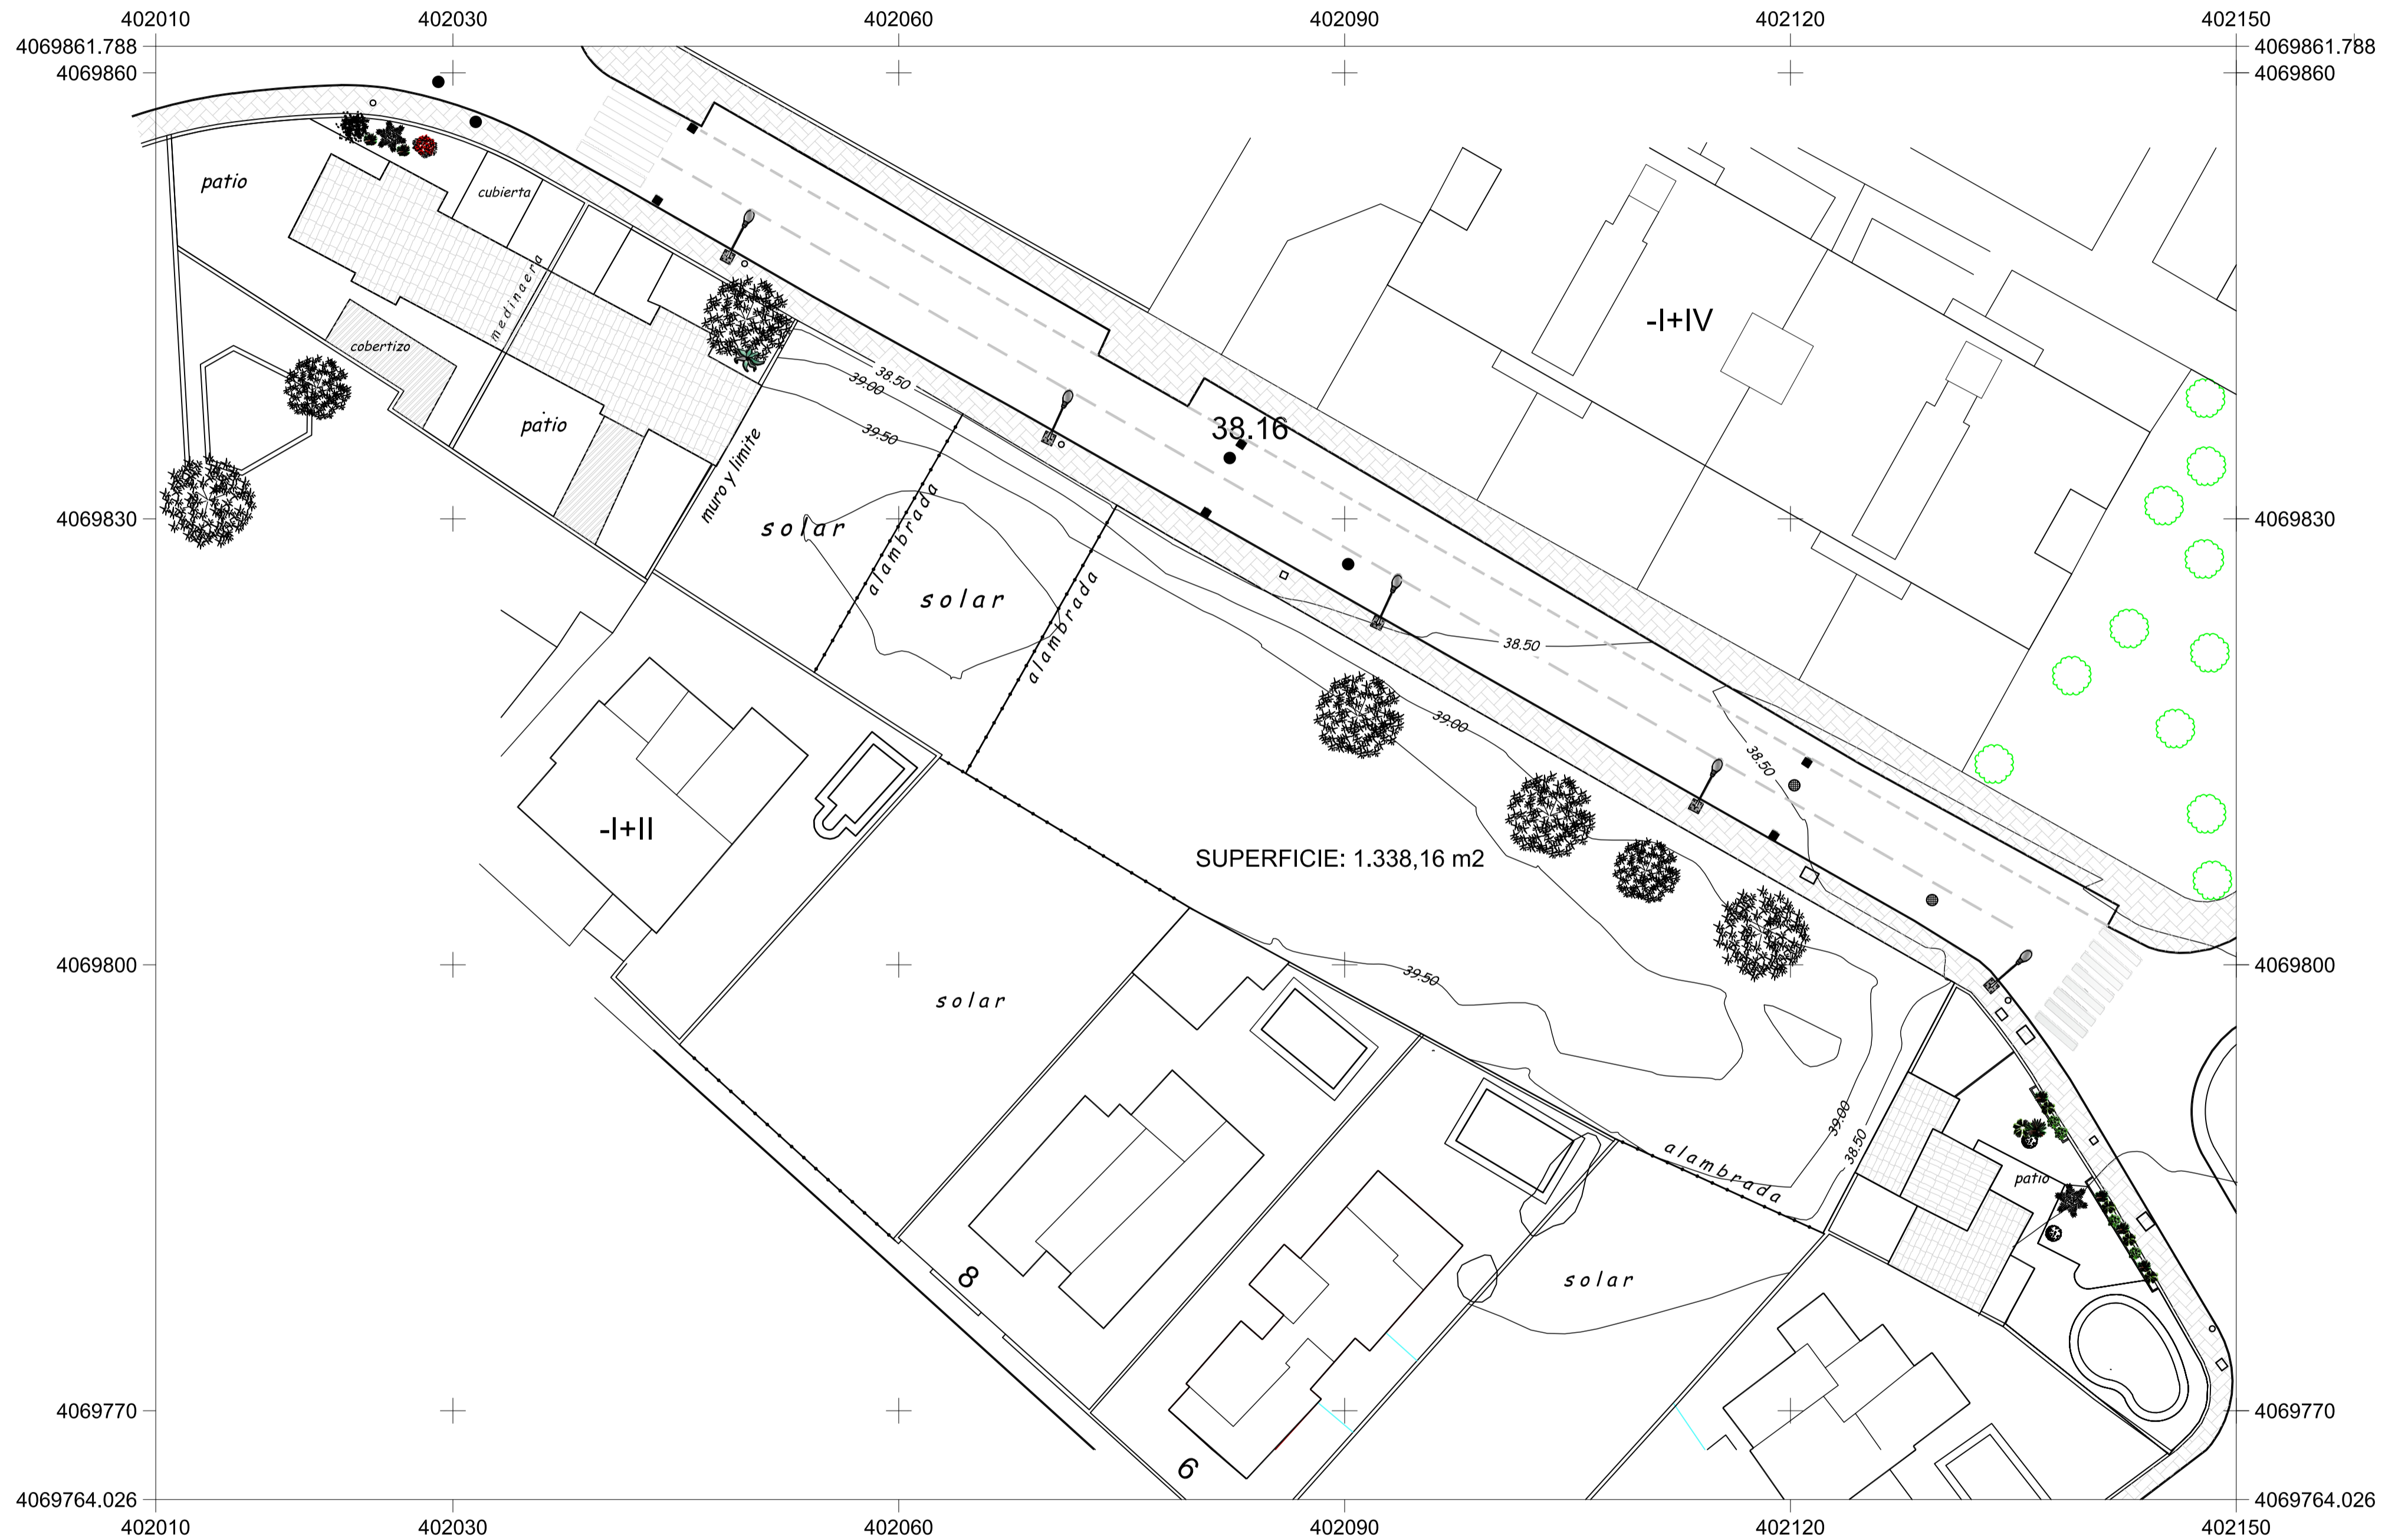 402010 402030 402060 402090 402120 402150
4069861.788 4069861.788
4069860 4069860
patio
cubierta
-I+IV
medinaera
cobertizo
38.50
39.00
patio
39.50
38.16
muro y limite
4069830 4069830
solar
alambrada
solar
alambrada
38.50
39.00
38.50
-I+II
SUPERFICIE: 1.338,16 m2
4069800 4069800
39.50
solar
39.00
38.50
alambrada
patio
8
solar
4069770 4069770
6
4069764.026 4069764.026
402010 402030 402060 402090 402120 402150